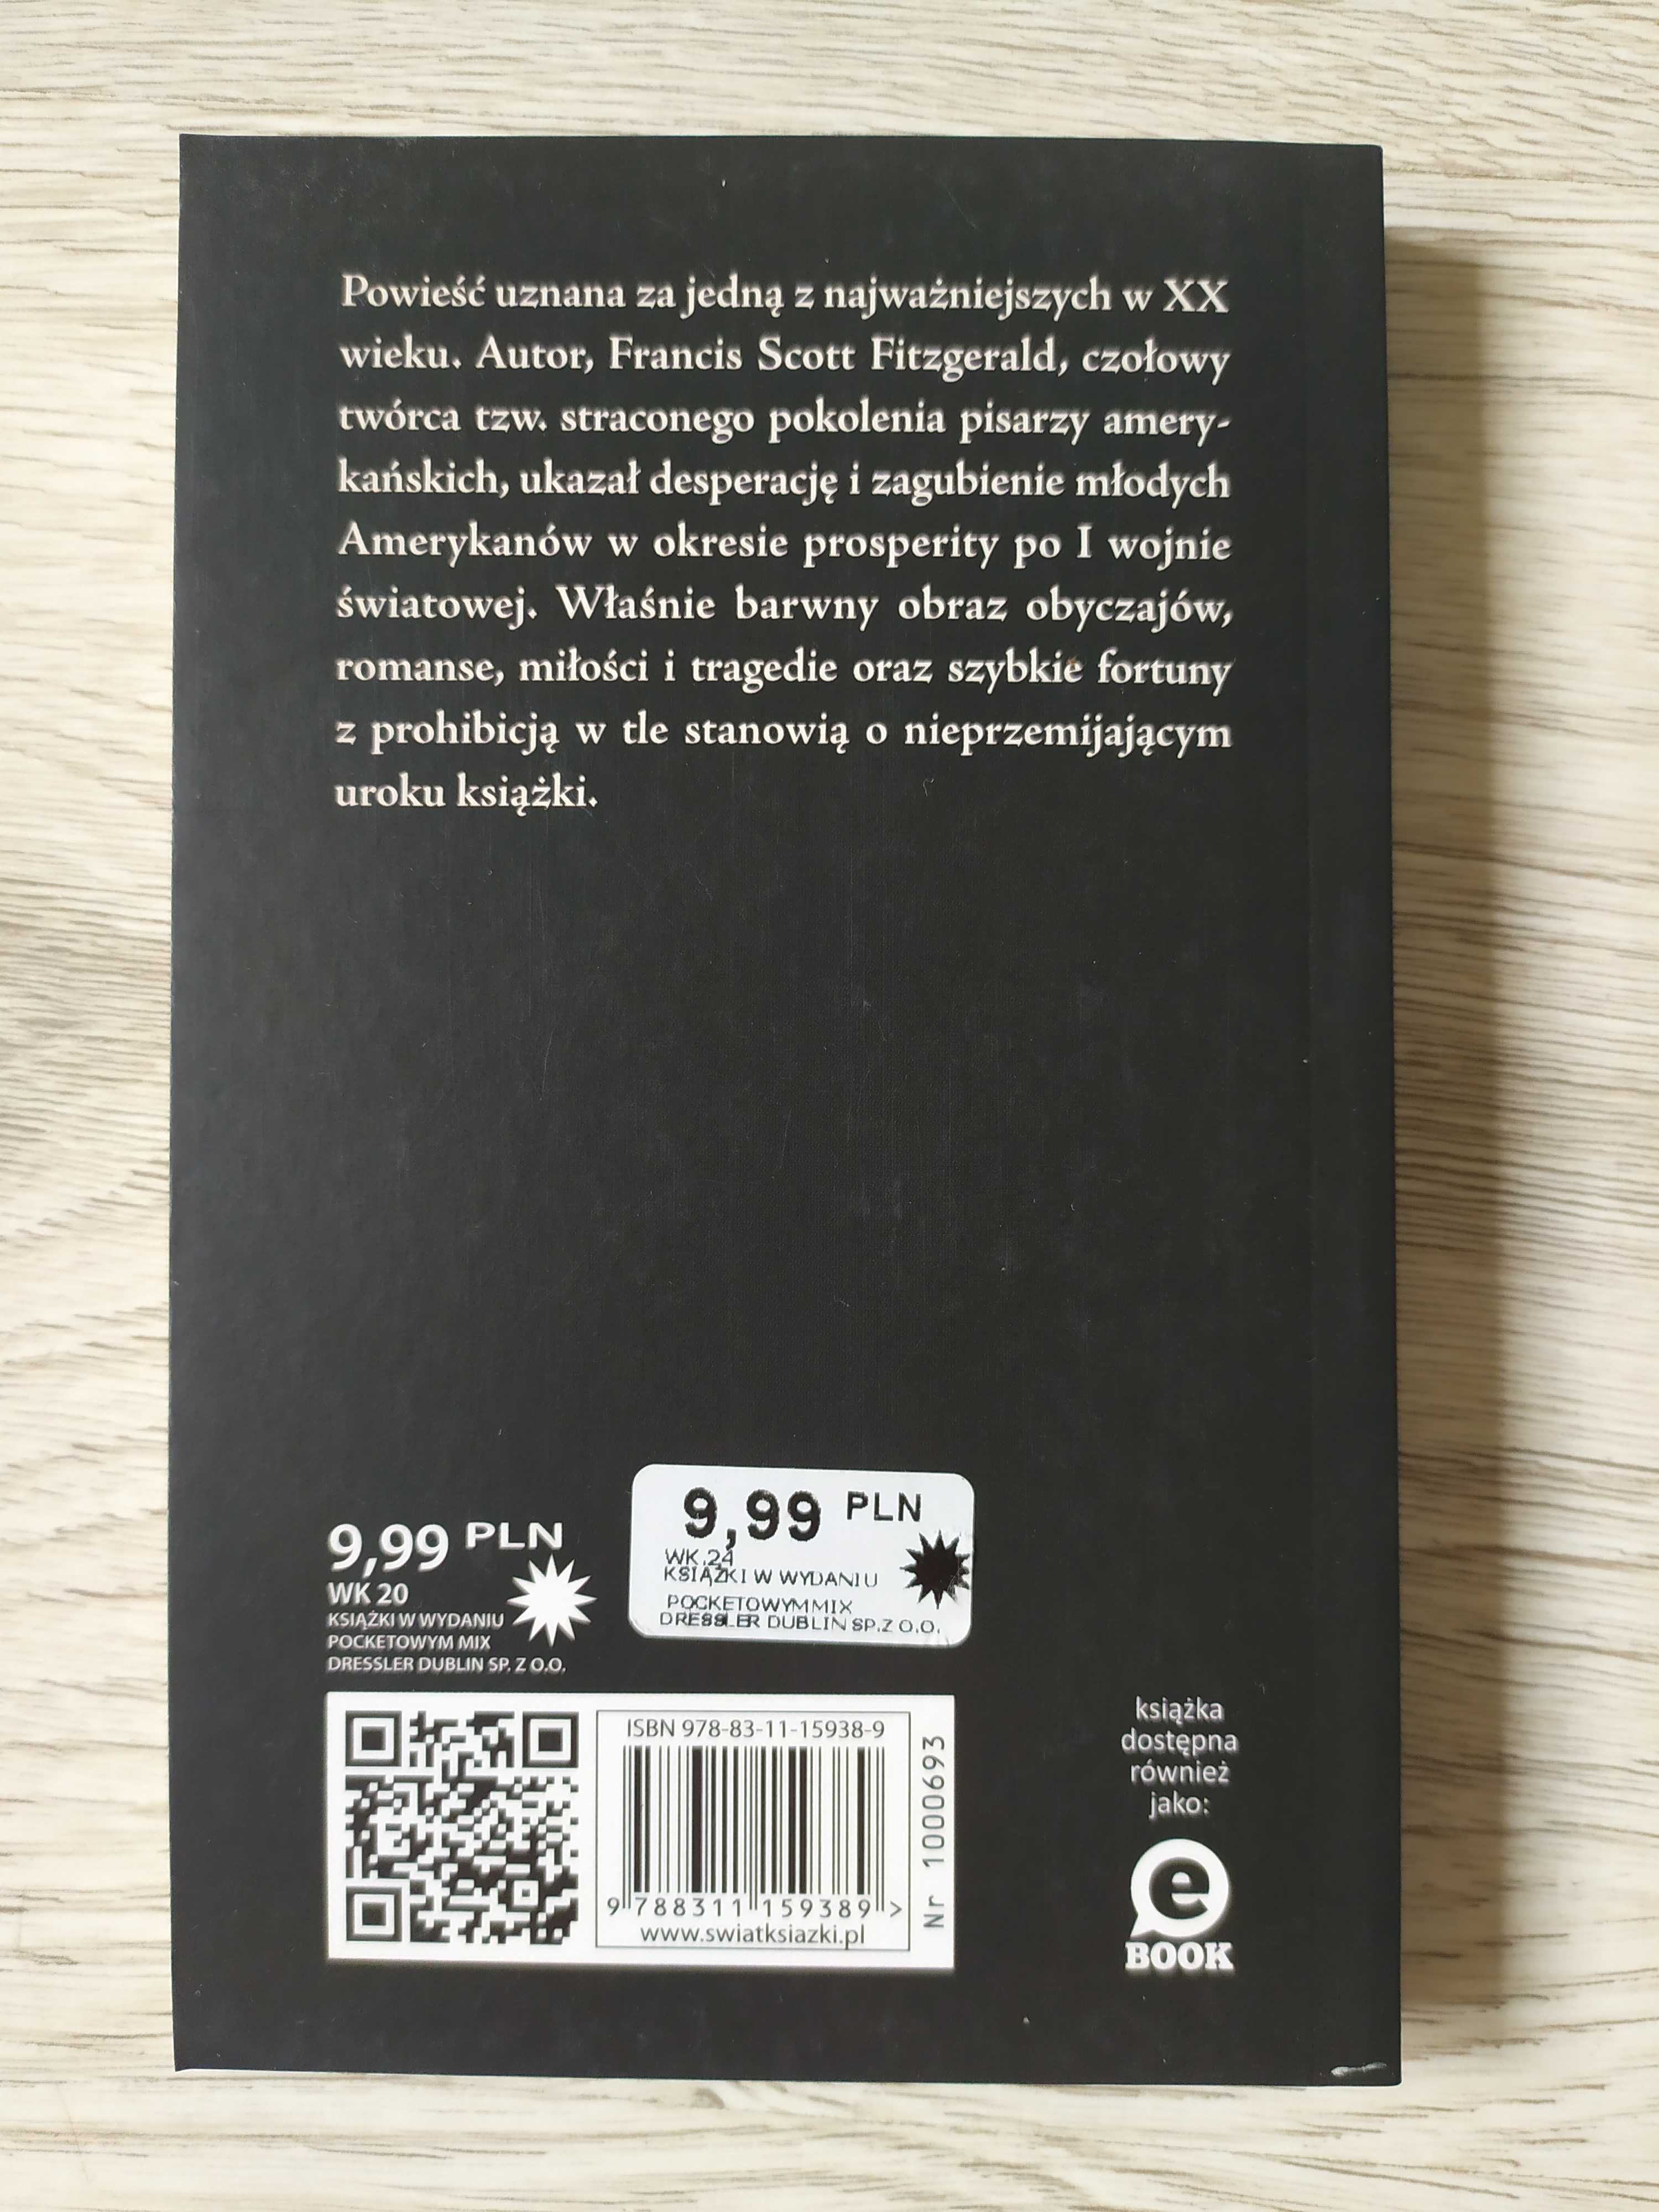 Powieść uznana za jedną z najważniejszych w XX
wieku. Autor, Francis Scott Fitzgerald, czołowy
twórca tzw. straconego pokolenia pisarzy amery-
kańskich, ukazał desperację i zagubienie młodych
Amerykanów w okresie prosperity po I wojnie
światowej. Właśnie barwny obraz obyczajów,
romanse, miłości i tragedie oraz szybkie fortuny
z prohibicją w tle stanowią o nieprzemijającym
uroku książki.
9,99 PLN
WK 20
KSIĄŻKI W WYDANIU
POCKETOWYM MIX
DRESSLER DUBLIN SP. Z O.O.
9,99 PLN
WK.24
KSIĄŻKI W WYDANIU
POCKETOWYM MIX
DRESSLER DUBLIN SP.Z O.O.
ISBN 978-83-11-15938-9
9 788311 159389 >
www.swiatksiazki.pl
Nr 1000693
książka
dostępna
również
jako:
e
BOOK